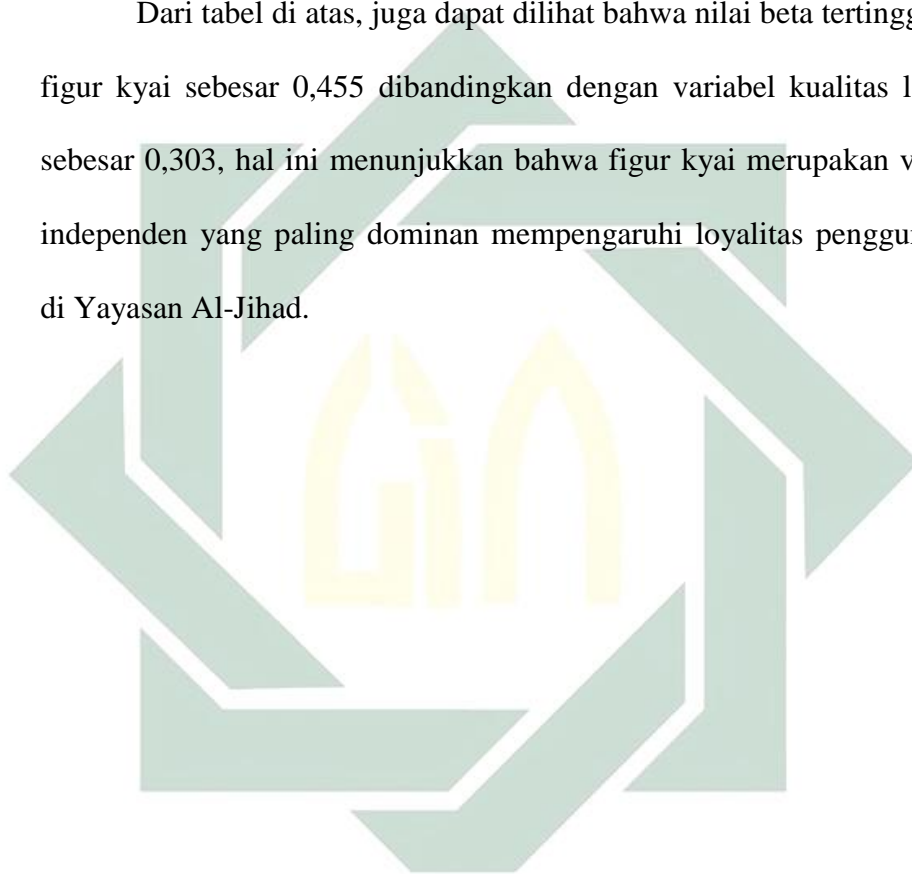 Dari tabel di atas, juga dapat dilihat bahwa nilai beta
figur kyai sebesar 0,455 dibandingkan dengan variabel kualitas
sebesar 0,303, hal ini menunjukkan bahwa figur kyai merupakan
independen yang paling dominan mempengaruhi loyalitas
di Yayasan Al-Jihad.